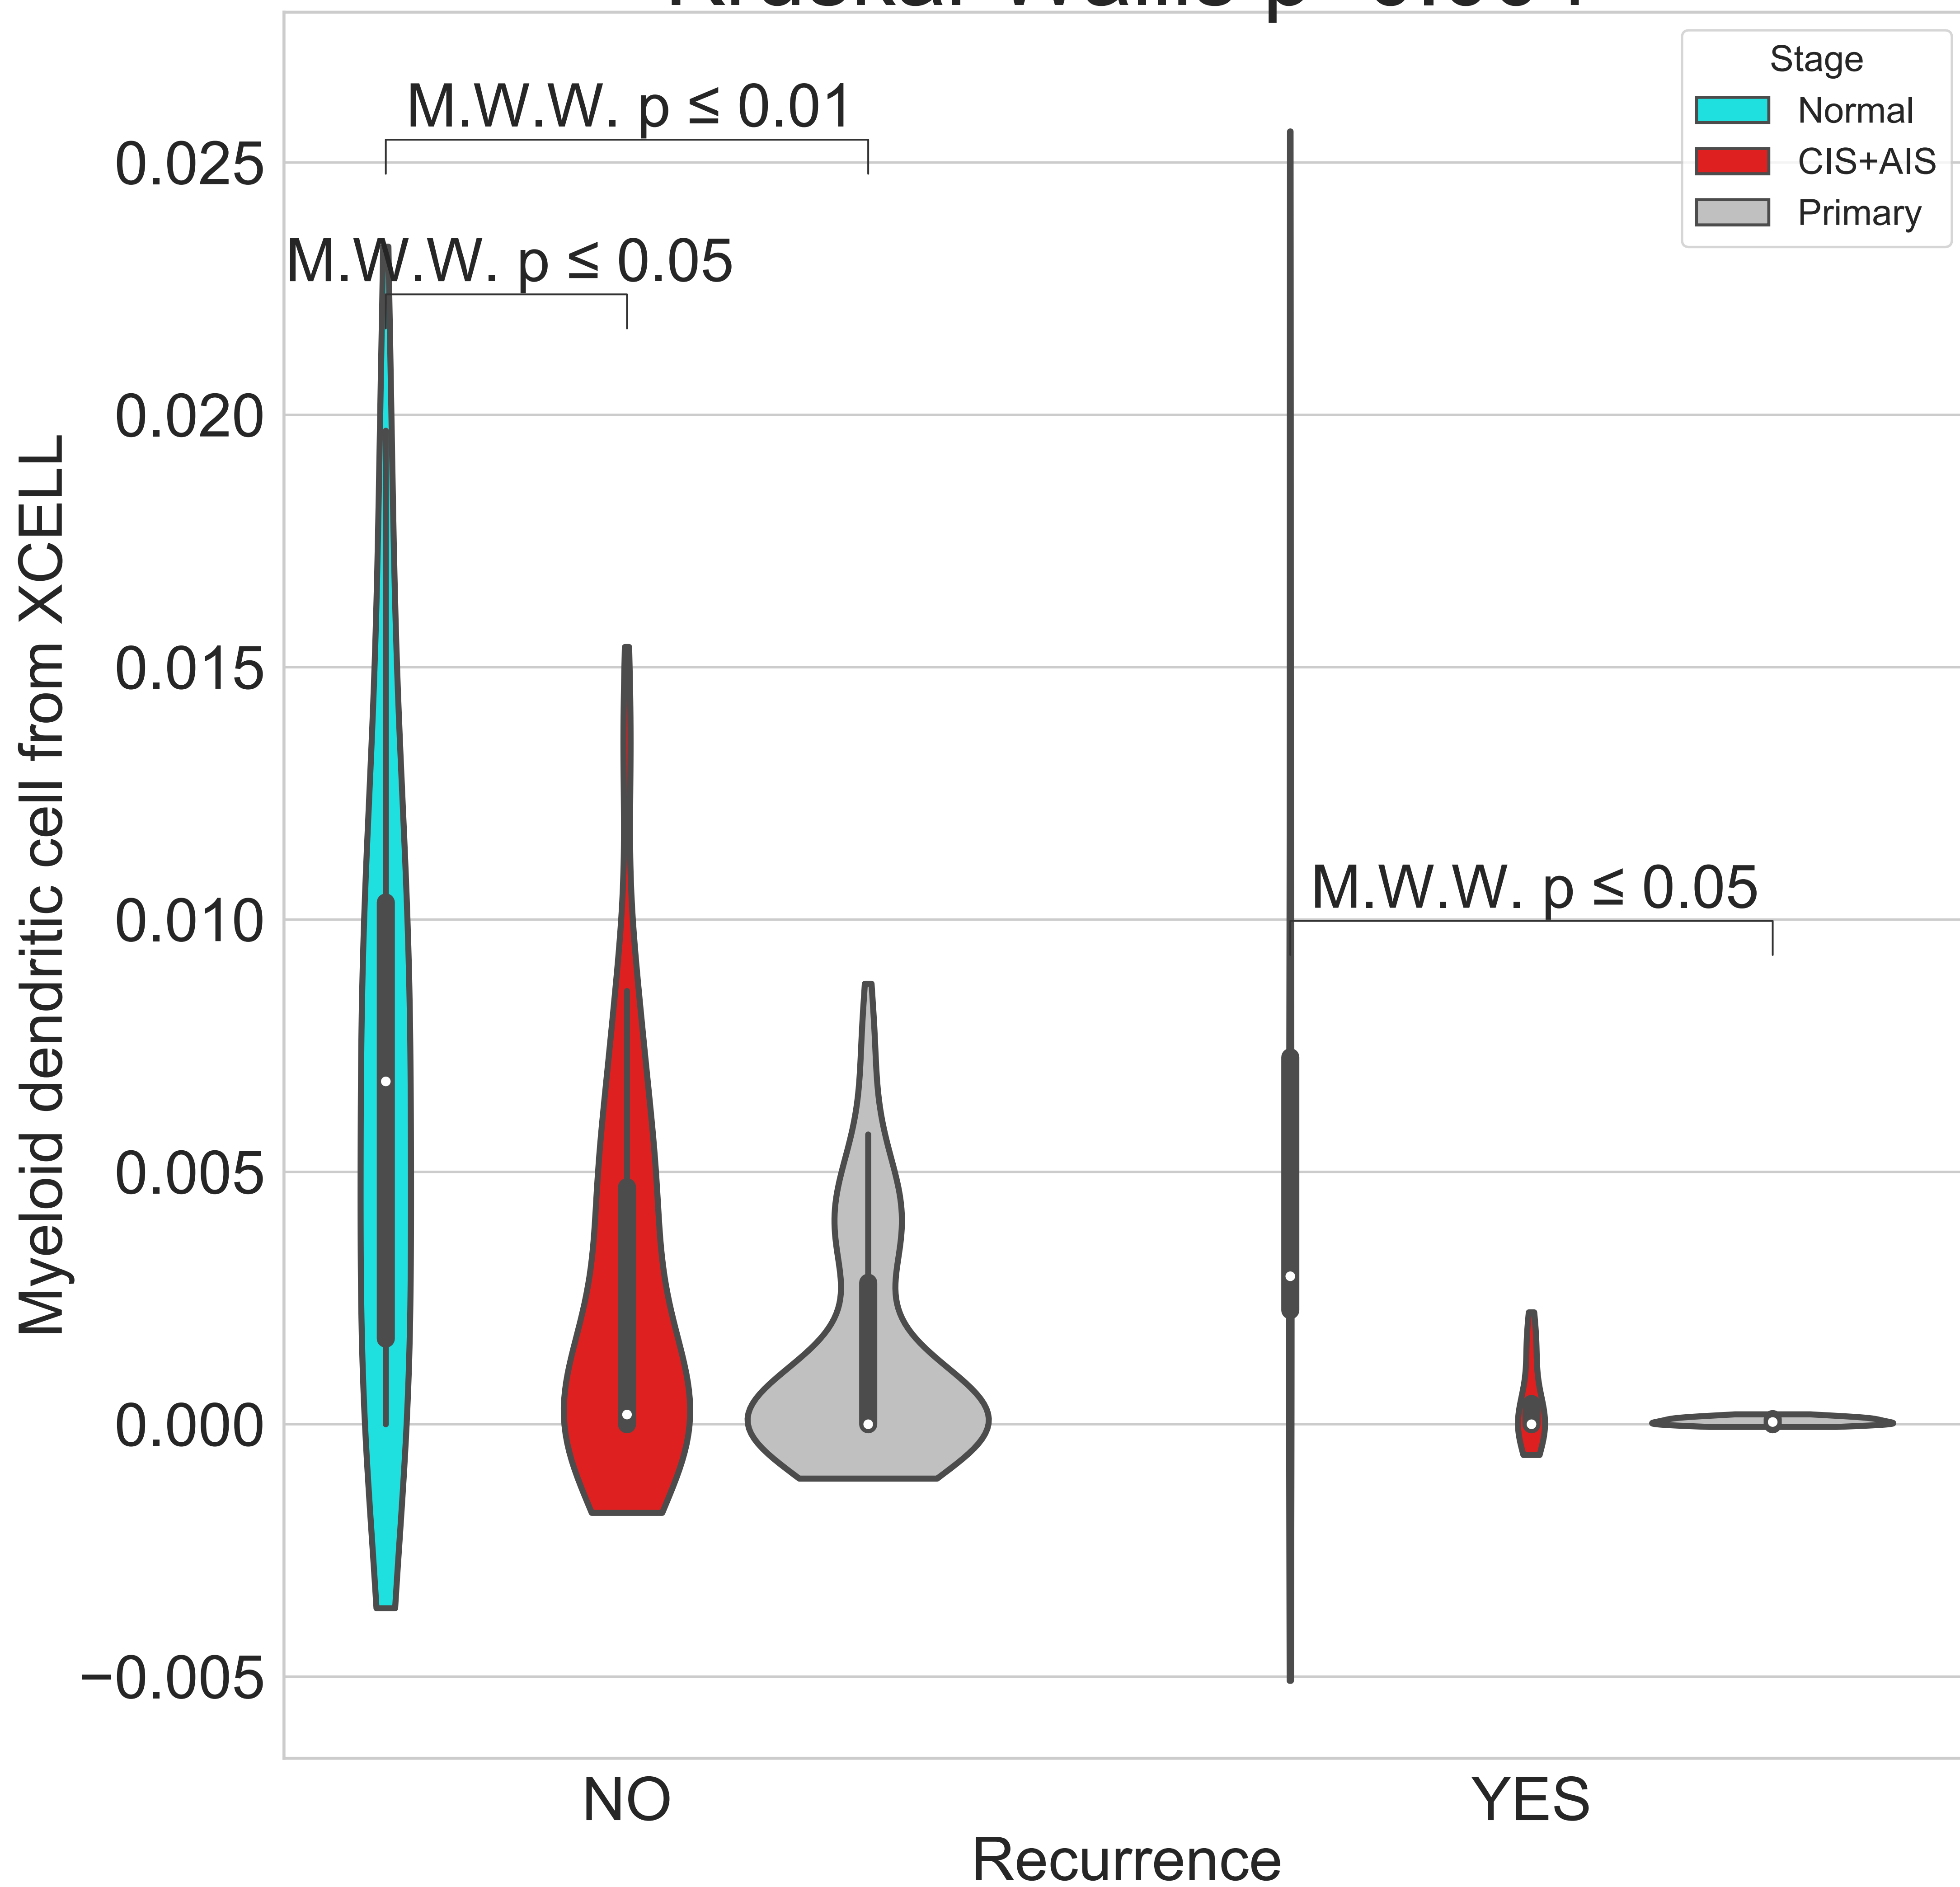 Stage
Normal
CIS+AIS
Primary
M.W.W. p ≤ 0.01
M.W.W. p ≤ 0.05
M.W.W. p ≤ 0.05
0.025
0.020
0.015
0.010
0.005
0.000
−0.005
Myeloid dendritic cell from XCELL
NO
YES
Recurrence